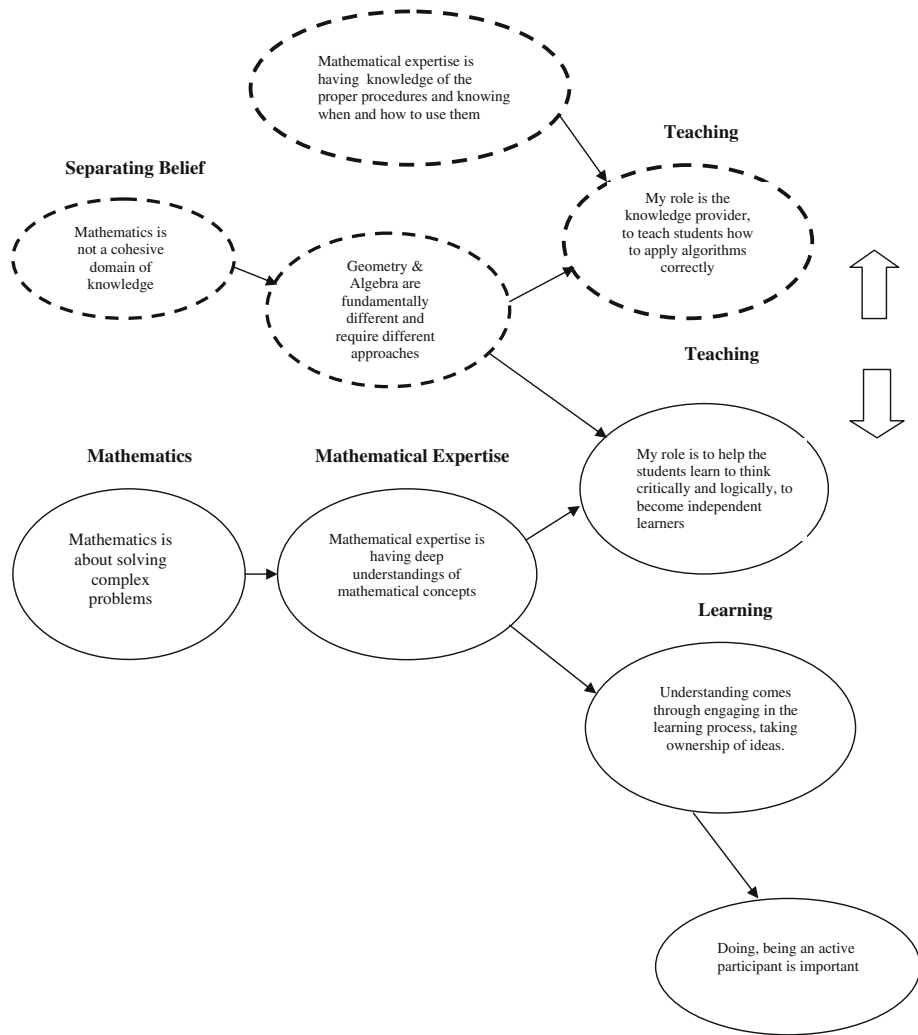 Mathematical expertise is
having knowledge of the
proper procedures and knowing
when and how to use them
Teaching
Separating Belief
My role is the
knowledge provider,
to teach students how
to apply algorithms
correctly
Mathematics is
not a cohesive
domain of
knowledge
Geometry &
Algebra are
fundamentally
different and
require different
approaches
Teaching
Mathematics
Mathematical Expertise
My role is to help the
students learn to think
critically and logically, to
become independent
learners
Mathematics is
about solving
complex
problems
Mathematical expertise is
having deep
understandings of
mathematical concepts
Learning
Understanding comes
through engaging in the
learning process, taking
ownership of ideas.
Doing, being an active
participant is important